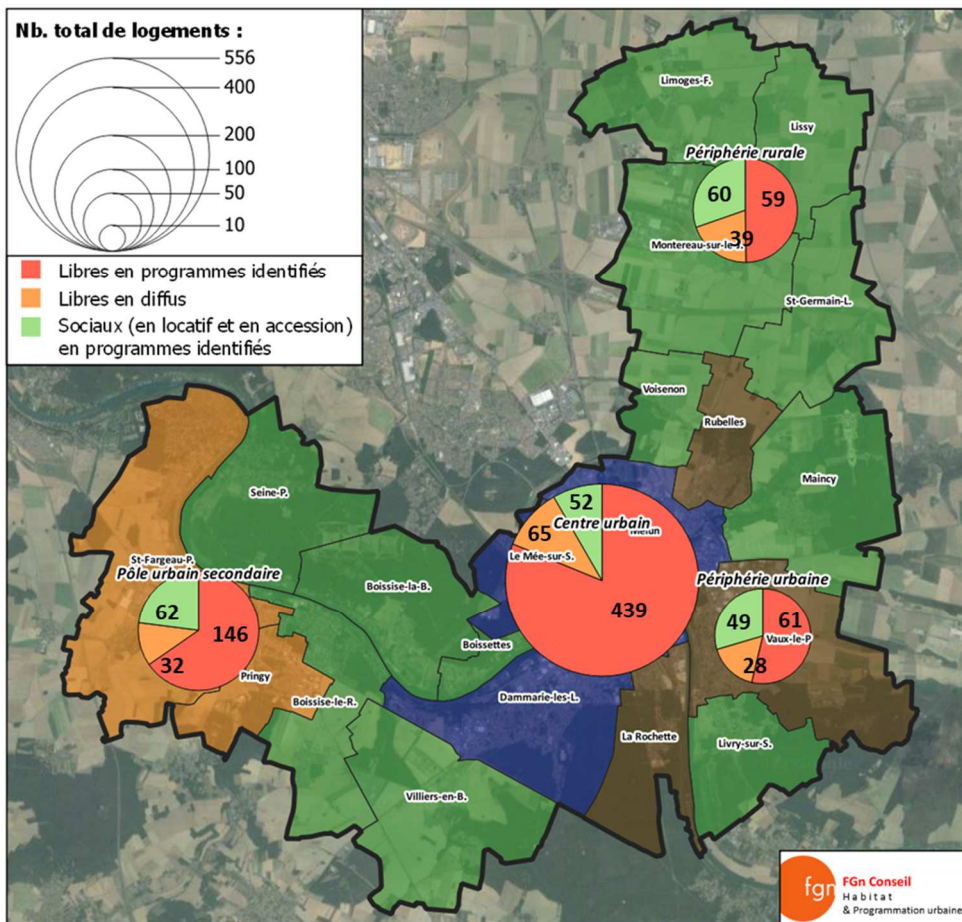 Nb. total de logements :
556
400
200
100
50
10
Libres en programmes identifiés
Libres en diffus
Sociaux (en locatif et en accession)
en programmes identifiés
Limoges-F.
Lissy
Périphérie rurale
60
59
39
Montereau-sur-le-J.
St-Germain-L.
Voisenon
Rubelles
Maincy
Seine-P.
52
65
Centre urbain
Melun
Le Mée-sur-S.
439
St-Fargeau-P.
Pôle urbain secondaire
62
146
32
Pringy
Boissise-la-B.
Boissettes
Boissise-le-R.
Périphérie urbaine
49
61
Vaux-le-P
28
Dammarie-les-L.
La Rochette
Livry-sur-S.
Villiers-en-B.
fgn
FGn Conseil
Habitat
& Programmation urbaine